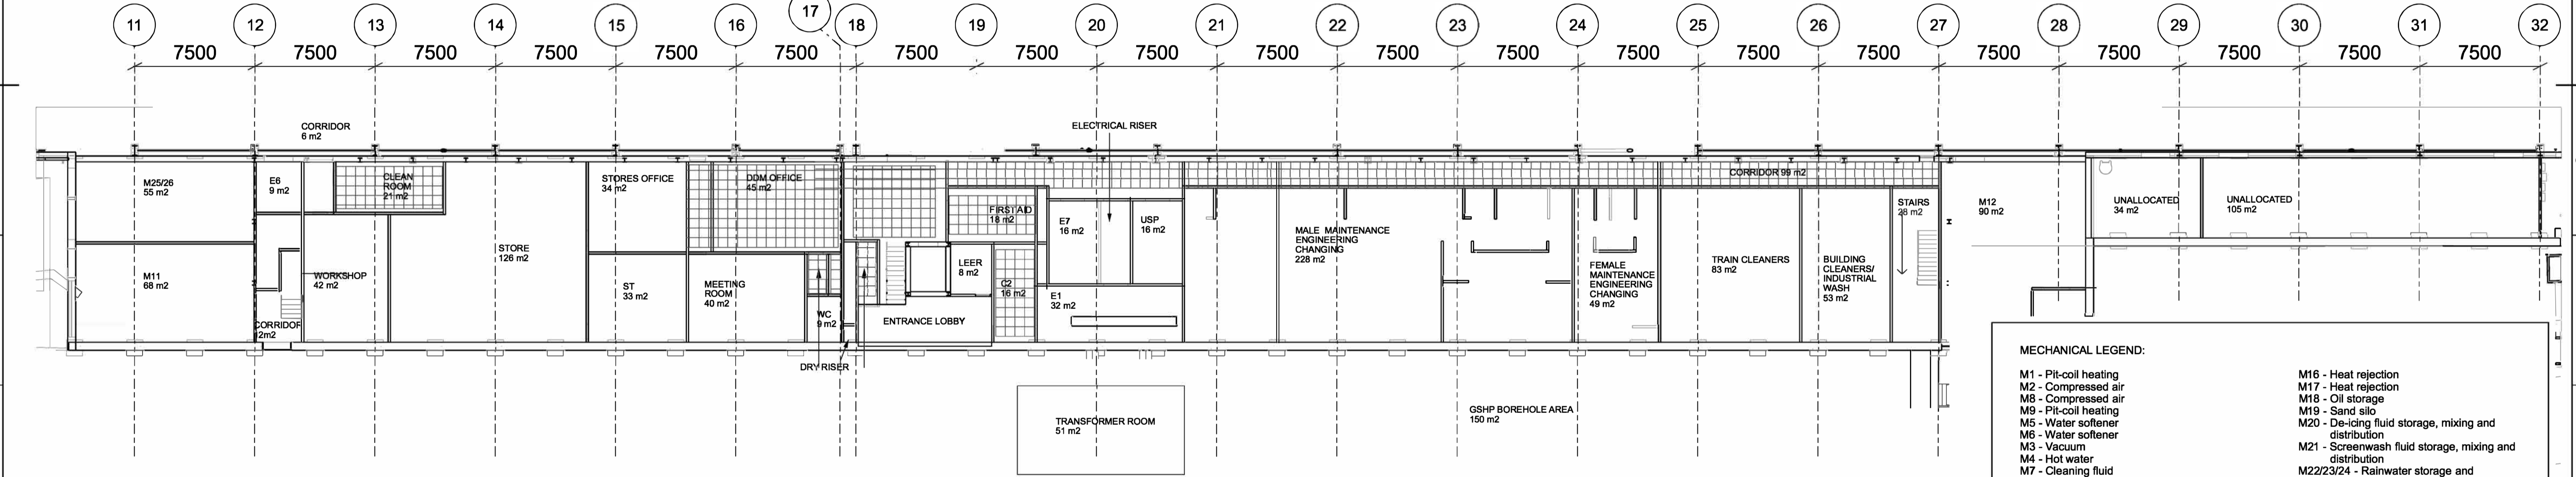 11 12 13 14 15 16 17 18 19 20 21 22 23 24 25 26 27 28 29 30 31 32
7500 7500 7500 7500 7500 7500 7500 7500 7500 7500 7500 7500 7500 7500 7500 7500 7500 7500 7500 7500
CORRIDOR
6 m2
ELECTRICAL RISER
M25/26
55 m2
E6
9 m2
CLEAN
ROOM
21 m2
STORES OFFICE
34 m2
DDM OFFICE
45 m2
CORRIDOR 99 m2
FIRST AID
18 m2
E7
16 m2
USP
16 m2
MALE MAINTENANCE
ENGINEERING
CHANGING
228 m2
STAIRS
28 m2
M12
90 m2
UNALLOCATED
34 m2
UNALLOCATED
105 m2
M11
68 m2
WORKSHOP
42 m2
STORE
126 m2
ST
33 m2
MEETING
ROOM
40 m2
LEER
8 m2
C2
16 m2
E1
32 m2
FEMALE
MAINTENANCE
ENGINEERING
CHANGING
49 m2
TRAIN CLEANERS
83 m2
BUILDING
CLEANERS/
INDUSTRIAL
WASH
53 m2
CORRIDOR
2m2
WC
9 m2
ENTRANCE LOBBY
DRY RISER
TRANSFORMER ROOM
51 m2
GSHP BOREHOLE AREA
150 m2
MECHANICAL LEGEND:
M1 - Pit-coil heating
M2 - Compressed air
M8 - Compressed air
M9 - Pit-coil heating
M5 - Water softener
M6 - Water softener
M3 - Vacuum
M4 - Hot water
M7 - Cleaning fluid
M16 - Heat rejection
M17 - Heat rejection
M18 - Oil storage
M19 - Sand silo
M20 - De-icing fluid storage, mixing and
distribution
M21 - Screenwash fluid storage, mixing and
distribution
M22/23/24 - Rainwater storage and